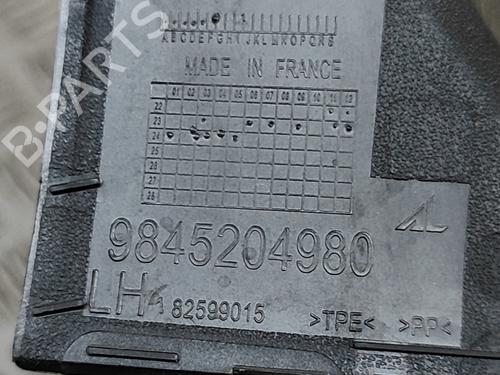 ABCDEFGHIJKLMNOPQRS
MADE IN FRANCE
01 02 03 04 05 06 07 08 09 10 11 12
22
23
24
25
26
27
28
9845204980
LH
82599015
>TPE< >PP<
B-PARTS